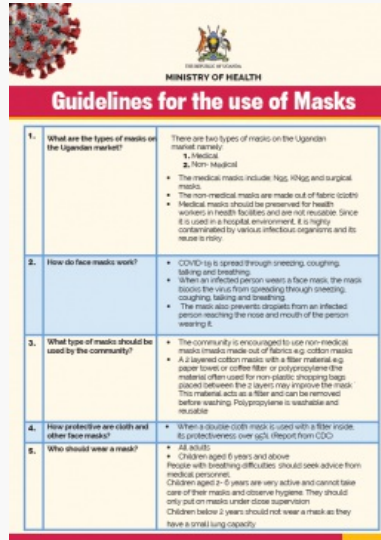 THE REPUBLIC OF UGANDA
MINISTRY OF HEALTH
Guidelines for the use of Masks
1.
What are the types of masks on
the Ugandan market?
There are two types of masks on the Ugandan
market namely:
1. Medical
2. Non- Medical
• The medical masks include; N95, KN95 and surgical
masks.
• The non-medical masks are made out of fabric (cloth)
• Medical masks should be preserved for health
workers in health facilities and are not reusable. Since
it is used in a hospital environment, it is highly
contaminated by various infectious organisms and its
reuse is risky.
2.
How do face masks work?
• COVID-19 is spread through sneezing, coughing,
talking and breathing.
• When an infected person wears a face mask, the mask
blocks the virus from spreading through sneezing,
coughing, talking and breathing.
• The mask also prevents droplets from an infected
person reaching the nose and mouth of the person
wearing it.
3.
What type of masks should be
used by the community?
• The community is encouraged to use non-medical
masks (masks made out of fabrics e.g. cotton masks
• A 2 layered cotton masks with a filter material e.g.
paper towel or coffee filter or polypropylene (the
material often used for non-plastic shopping bags
placed between the 2 layers may improve the mask.
This material acts as a filter and can be removed
before washing. Polypropylene is washable and
reusable
4.
How protective are cloth and
other face masks?
• When a double cloth mask is used with a filter inside,
its protectiveness over 95% (Report from CDC)
5.
Who should wear a mask?
• All adults
• Children aged 6 years and above
People with breathing difficulties should seek advice from
medical personnel.
Children aged 2- 6 years are very active and cannot take
care of their masks and observe hygiene. They should
only put on masks under close supervision
Children below 2 years should not wear a mask as they
have a small lung capacity